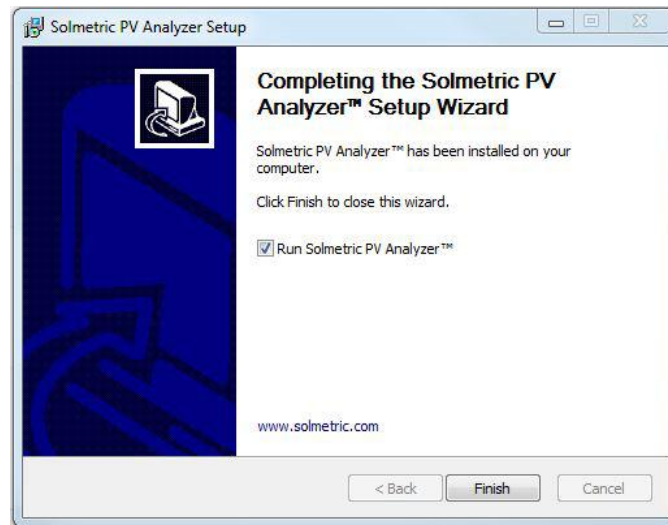 Solmetric PV Analyzer Setup
Completing the Solmetric PV
Analyzer™ Setup Wizard
Solmetric PV Analyzer™ has been installed on your
computer.
Click Finish to close this wizard.
Run Solmetric PV Analyzer™
www.solmetric.com
< Back Finish Cancel